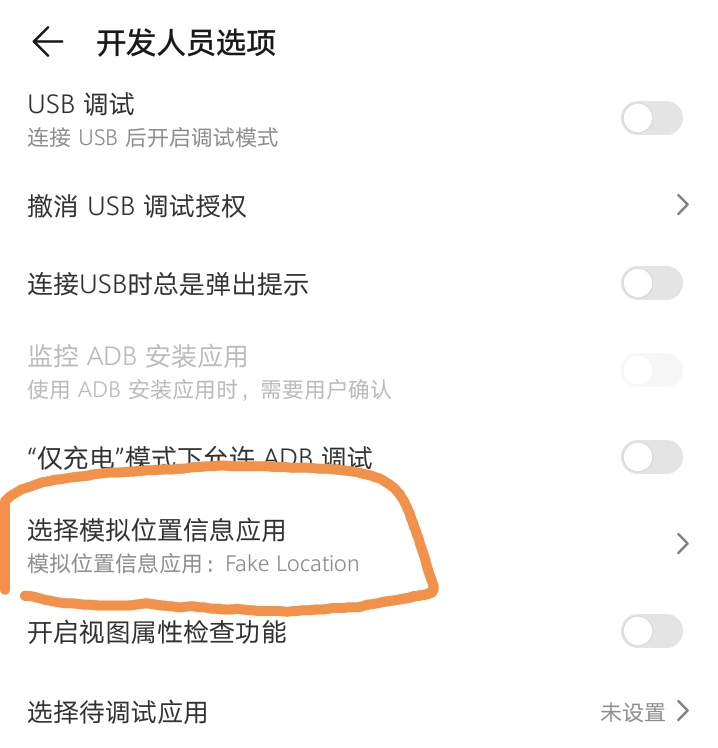 开发人员选项
USB 调试
连接 USB 后开启调试模式
撤消 USB 调试授权
连接USB时总是弹出提示
监控 ADB 安装应用
使用 ADB 安装应用时，需要用户确认
“仅充电”模式下允许 ADB 调试
选择模拟位置信息应用
模拟位置信息应用：Fake Location
开启视图属性检查功能
选择待调试应用 未设置